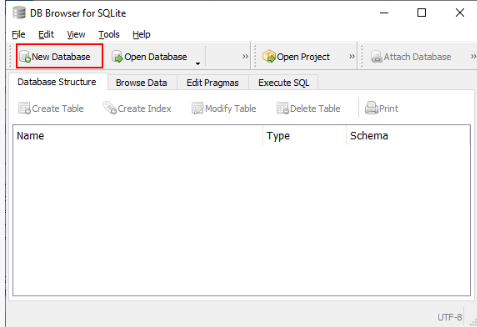 DB Browser for SQLite
File Edit View Tools Help
New Database Open Database » Open Project » Attach Database »
Database Structure Browse Data Edit Pragmas Execute SQL
Create Table Create Index Modify Table Delete Table Print
Name Type Schema
UTF-8